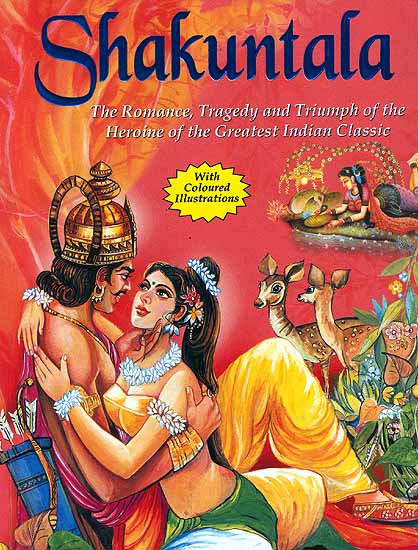 Shakuntala
The Romance, Tragedy and Triumph of the
Heroine of the Greatest Indian Classic
With
Coloured
Illustrations